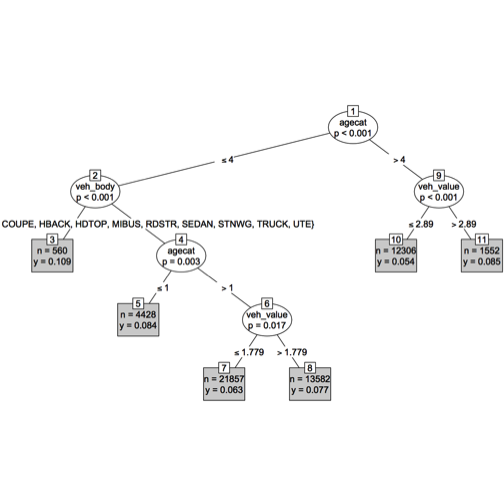 1
agecat
p < 0.001
≤ 4
> 4
2
veh_body
p < 0.001
9
veh_value
p < 0.001
COUPE, HBACK, HDTOP, MIBUS, RDSTR, SEDAN, STNWG, TRUCK, UTE}
≤ 2.89
> 2.89
3
n = 560
y = 0.109
4
agecat
p = 0.003
10
n = 12306
y = 0.054
11
n = 1552
y = 0.085
≤ 1
> 1
5
n = 4428
y = 0.084
6
veh_value
p = 0.017
≤ 1.779
> 1.779
7
n = 21857
y = 0.063
8
n = 13582
y = 0.077